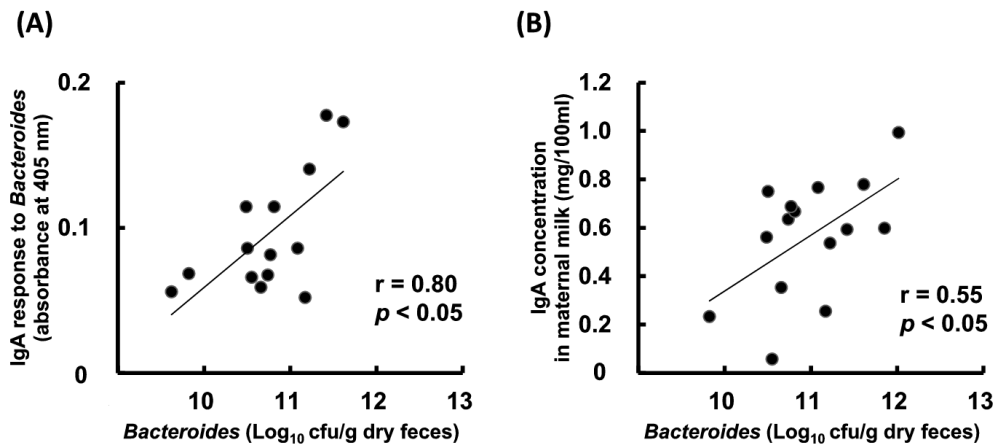 (A)
IgA response to Bacteroides
(absorbance at 405 nm)
0.2
0.1
0
10 11 12 13
Bacteroides (Log₁₀ cfu/g dry feces)
r = 0.80
p < 0.05
(B)
IgA concentration
in maternal milk (mg/100ml)
1.2
1.0
0.8
0.6
0.4
0.2
0
10 11 12 13
Bacteroides (Log₁₀ cfu/g dry feces)
r = 0.55
p < 0.05